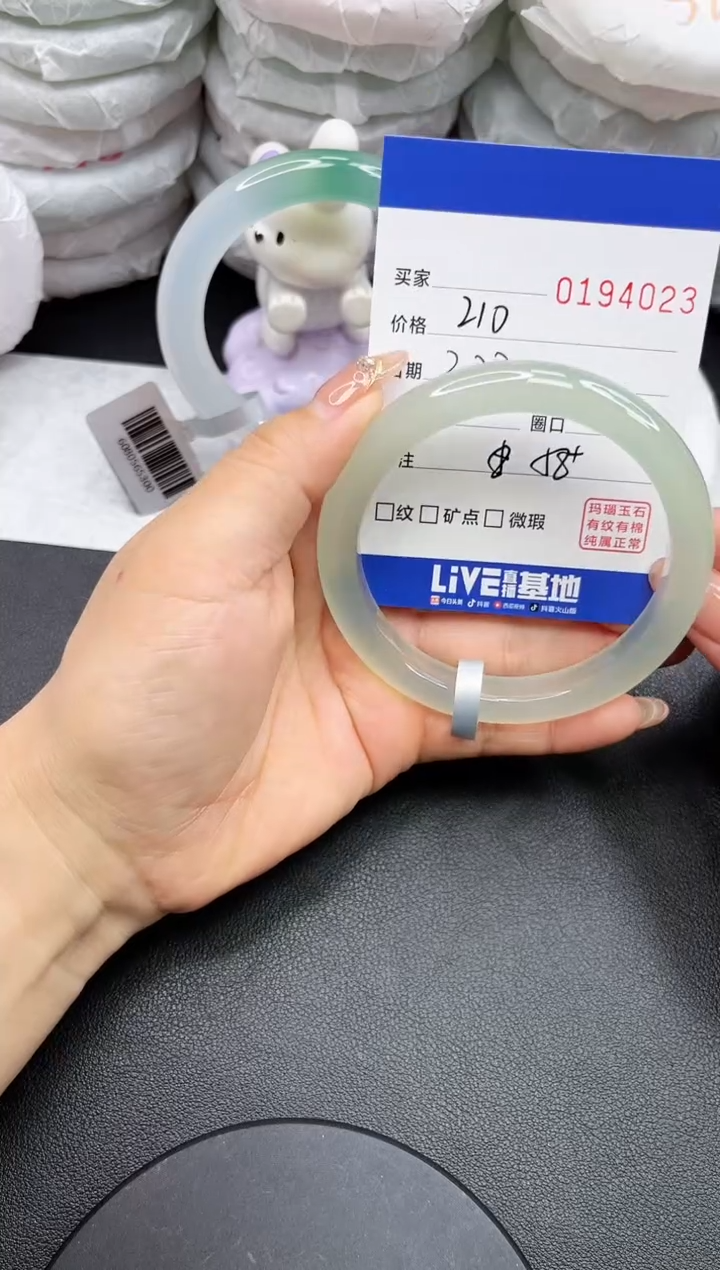 买家
0194023
价格 210
期
圈口
注 48+
□纹 □矿点 □微瑕
玛瑙玉石
有纹有棉
纯属正常
LiVE直播基地
今日头条 抖音 西瓜视频 抖音火山版
6080565300